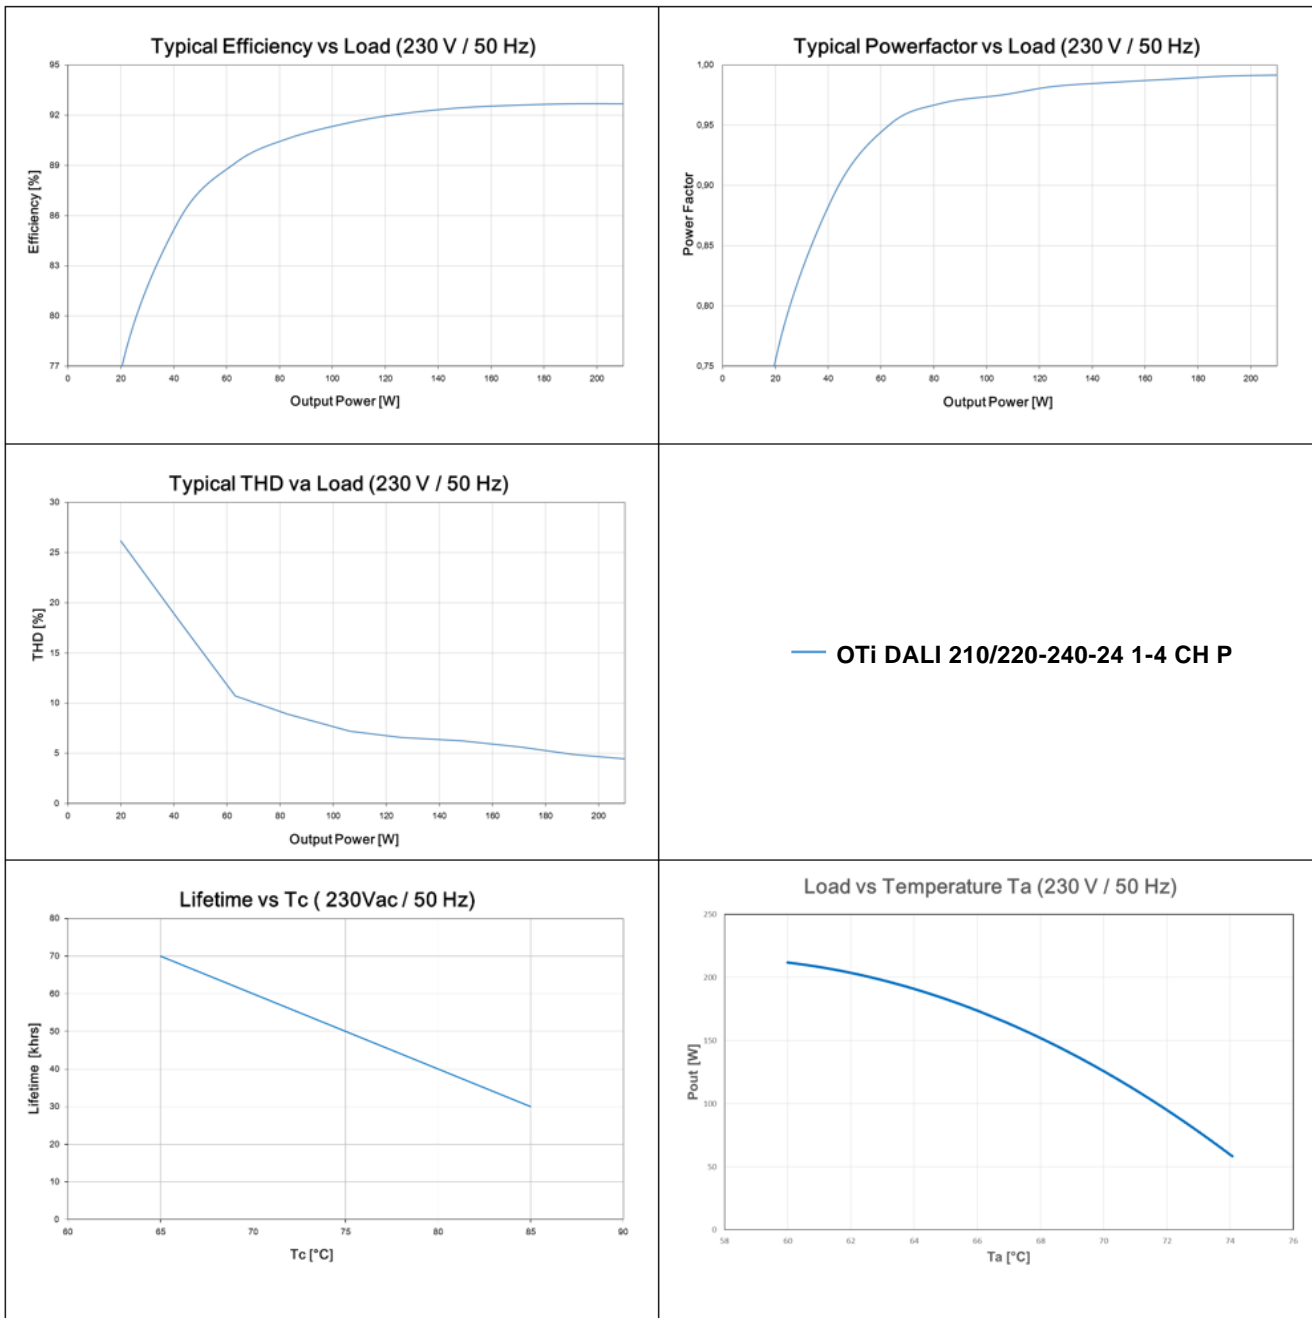 Typical Efficiency vs Load (230 V / 50 Hz)
95
92
89
86
83
80
77
Efficiency [%]
0 20 40 60 80 100 120 140 160 180 200
Output Power [W]
Typical Powerfactor vs Load (230 V / 50 Hz)
1,00
0,95
0,90
0,85
0,80
0,75
Power Factor
0 20 40 60 80 100 120 140 160 180 200
Output Power [W]
Typical THD va Load (230 V / 50 Hz)
30
25
20
15
10
5
0
THD [%]
0 20 40 60 80 100 120 140 160 180 200
Output Power [W]
OTi DALI 210/220-240-24 1-4 CH P
Lifetime vs Tc ( 230Vac / 50 Hz)
80
70
60
50
40
30
20
10
0
Lifetime [khrs]
60 65 70 75 80 85 90
Tc [°C]
Load vs Temperature Ta (230 V / 50 Hz)
250
200
150
100
50
0
Pout [W]
58 60 62 64 66 68 70 72 74 76
Ta [°C]